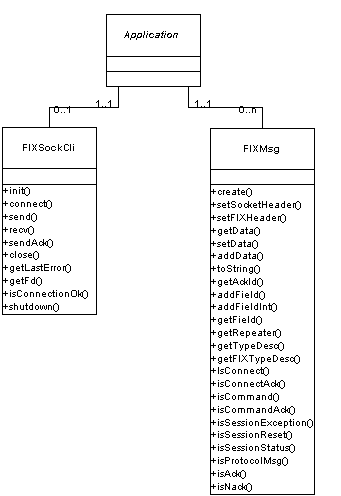 Application
1..1
1..1
0..1
0..n
FIXSockCli
+init()
+connect()
+send()
+recv()
+sendAck()
+close()
+getLastError()
+getFd()
+isConnectionOk()
+shutdown()
FIXMsg
+create()
+setSocketHeader()
+setFIXHeader()
+getData()
+setData()
+addData()
+toString()
+getAckId()
+addField()
+addFieldInt()
+getField()
+getRepeater()
+getTypeDesc()
+getFIXTypeDesc()
+IsConnect()
+isConnectAck()
+isCommand()
+isCommandAck()
+isSessionException()
+isSessionReset()
+isSessionStatus()
+isProtocolMsg()
+isAck()
+isNack()